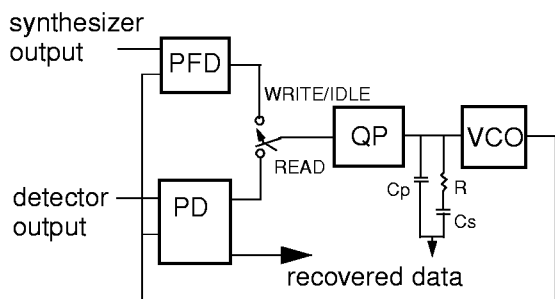 synthesizer
output
PFD
WRITE/IDLE
QP
VCO
READ
Cp
R
Cs
detector
output
PD
recovered data